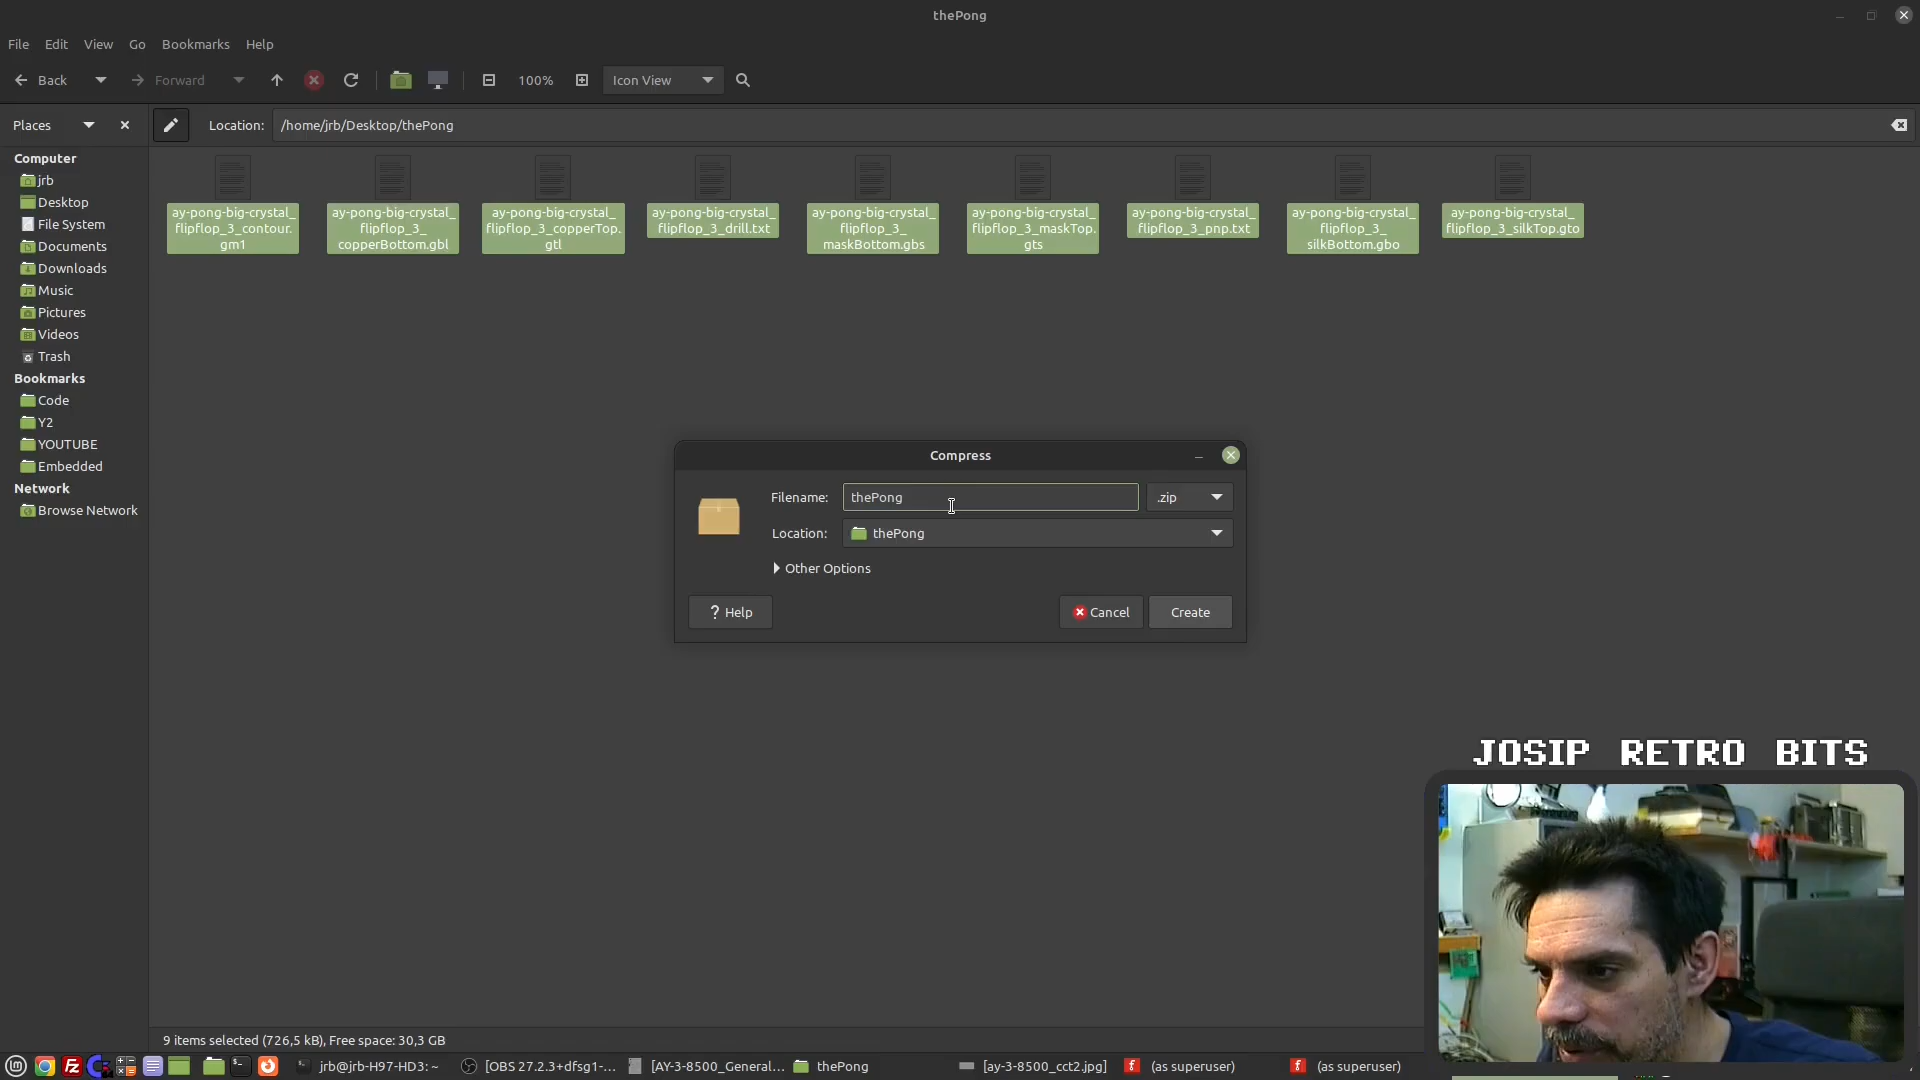 thePong
File Edit View Go Bookmarks Help
Back Forward 100% Icon View
Places Location: /home/jrb/Desktop/thePong
Computer
jrb
Desktop
File System
Documents
Downloads
Music
Pictures
Videos
Trash
Bookmarks
Code
Y2
YOUTUBE
Embedded
Network
Browse Network
ay-pong-big-crystal_
flipflop_3_contour.
gm1
ay-pong-big-crystal_
flipflop_3_
copperBottom.gbl
ay-pong-big-crystal_
flipflop_3_copperTop.
gtl
ay-pong-big-crystal_
flipflop_3_drill.txt
ay-pong-big-crystal_
flipflop_3_
maskBottom.gbs
ay-pong-big-crystal_
flipflop_3_maskTop.
gts
ay-pong-big-crystal_
flipflop_3_pnp.txt
ay-pong-big-crystal_
flipflop_3_
silkBottom.gbo
ay-pong-big-crystal_
flipflop_3_silkTop.gto
Compress
Filename: thePong .zip
Location: thePong
Other Options
? Help Cancel Create
JOSIP RETRO BITS
9 items selected (726,5 kB), Free space: 30,3 GB
jrb@jrb-H97-HD3: ~ [OBS 27.2.3+dfsg1-... [AY-3-8500_General... thePong [ay-3-8500_cct2.jpg] (as superuser) (as superuser)